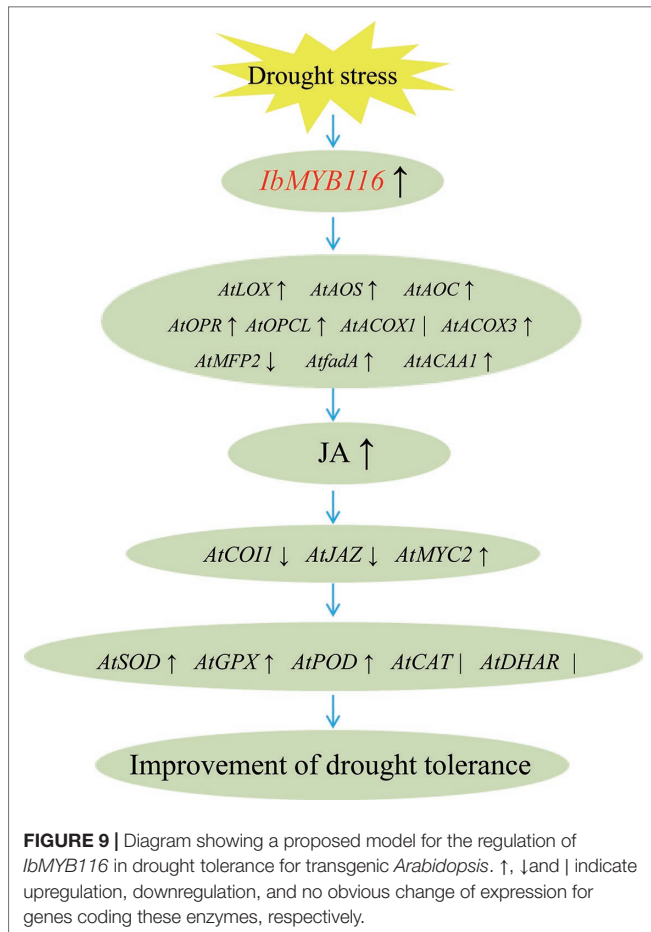 Drought stress
IbMYB116 ↑
AtLOX ↑ AtAOS ↑ AtAOC ↑
AtOPR ↑ AtOPCL ↑ AtACOX1 | AtACOX3 ↑
AtMFP2 ↓ AtfadA ↑ AtACAA1 ↑
JA ↑
AtCOI1 ↓ AtJAZ ↓ AtMYC2 ↑
AtSOD ↑ AtGPX ↑ AtPOD ↑ AtCAT | AtDHAR |
Improvement of drought tolerance
FIGURE 9 | Diagram showing a proposed model for the regulation of
IbMYB116 in drought tolerance for transgenic Arabidopsis. ↑, ↓and | indicate
upregulation, downregulation, and no obvious change of expression for
genes coding these enzymes, respectively.